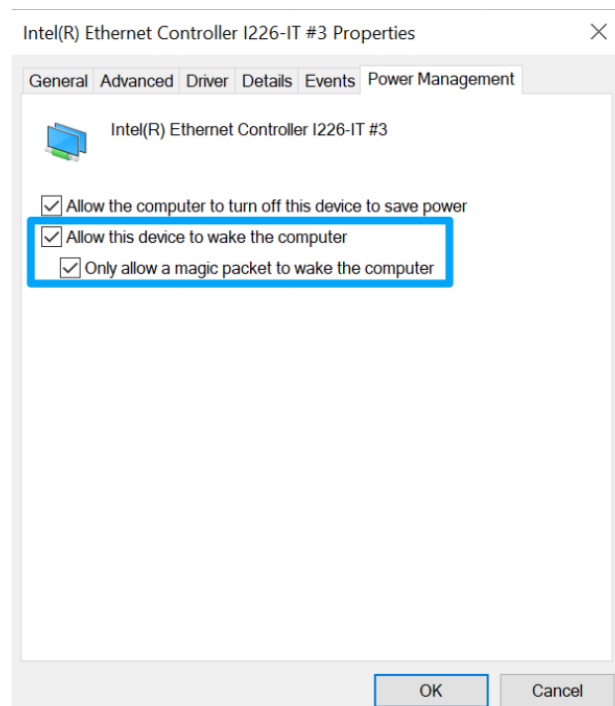 Intel(R) Ethernet Controller I226-IT #3 Properties
General Advanced Driver Details Events Power Management
Intel(R) Ethernet Controller I226-IT #3
Allow the computer to turn off this device to save power
Allow this device to wake the computer
Only allow a magic packet to wake the computer
OK Cancel